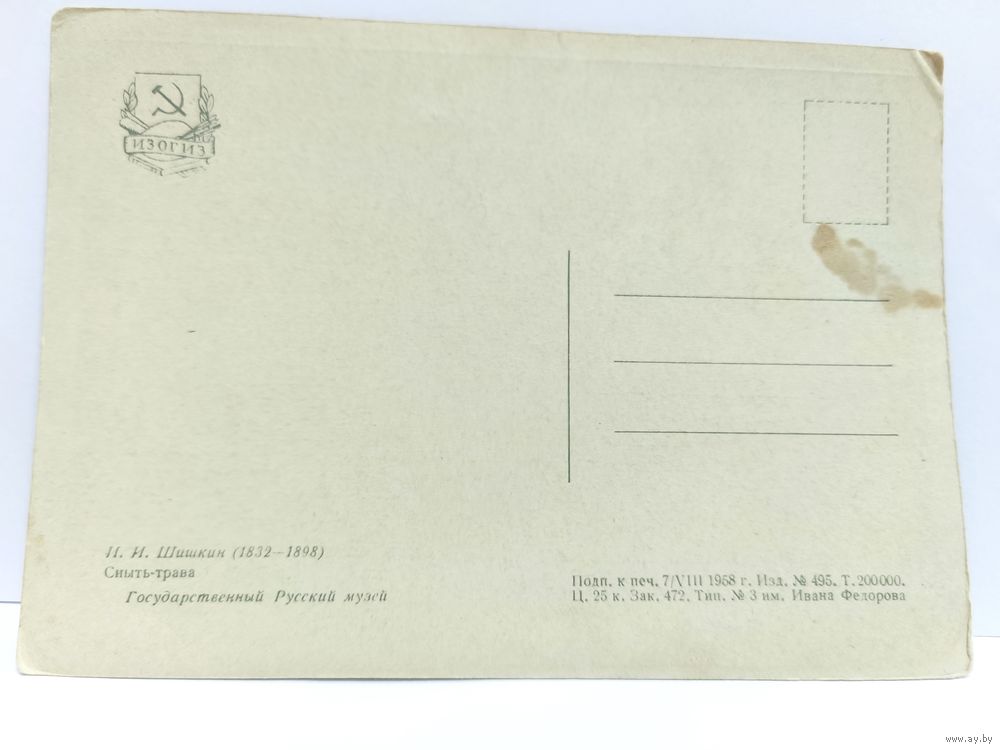 ИЗОГИЗ
И. И. Шишкин (1832—1898)
Сныть-трава
Государственный Русский музей
Подп. к печ. 7/VIII 1958 г. Изд. № 495. Т. 200000.
Ц. 25 к. Зак. 472. Тип. № 3 им. Ивана Федорова
www.ay.by